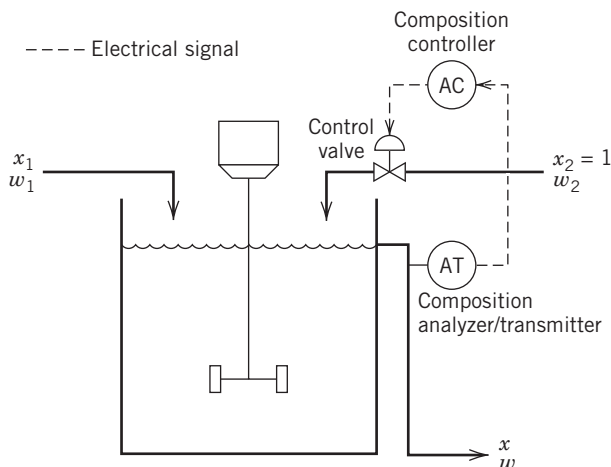 ---- Electrical signal
Composition
controller
AC
Control
valve
x₁
w₁
x₂ = 1
w₂
AT
Composition
analyzer/transmitter
x
w